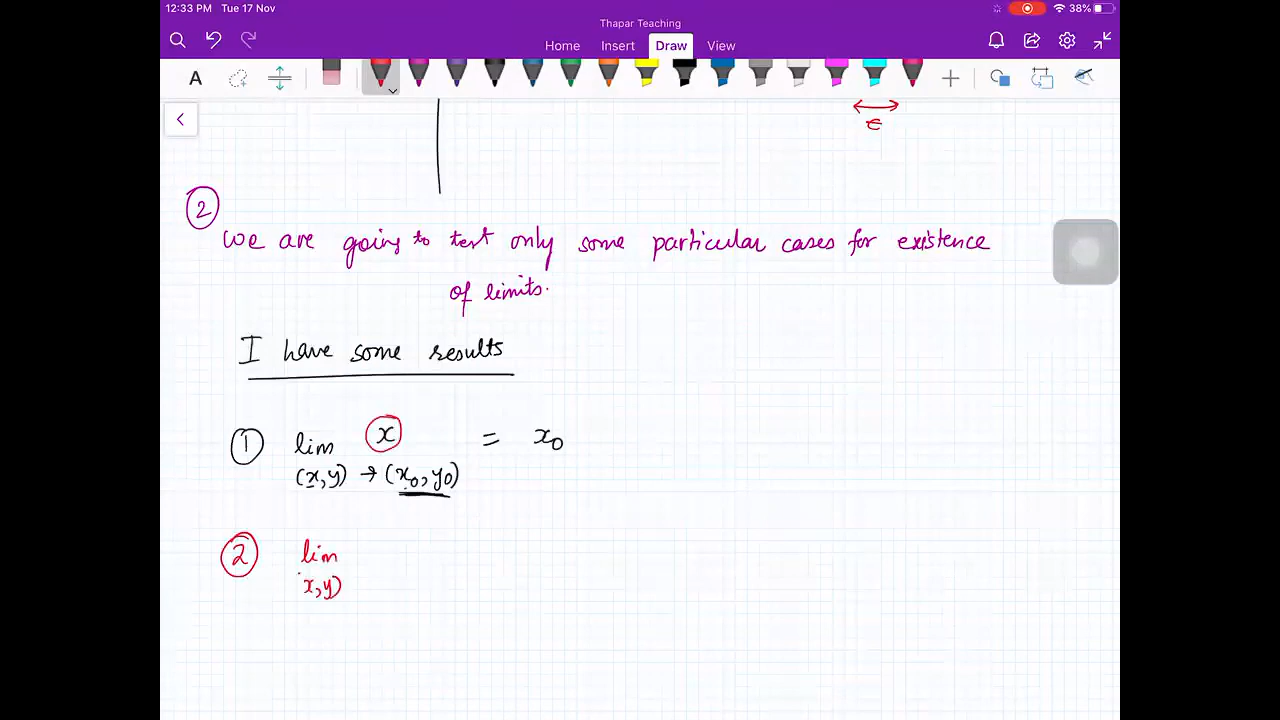 12:33 PM Tue 17 Nov
38%
Thapar Teaching
Home Insert Draw View
A
∈
2
We are going to test only some particular cases for existence
of limits.
I have some results
① lim x = x₀
(x,y) → (x₀, y₀)
② lim
x,y)